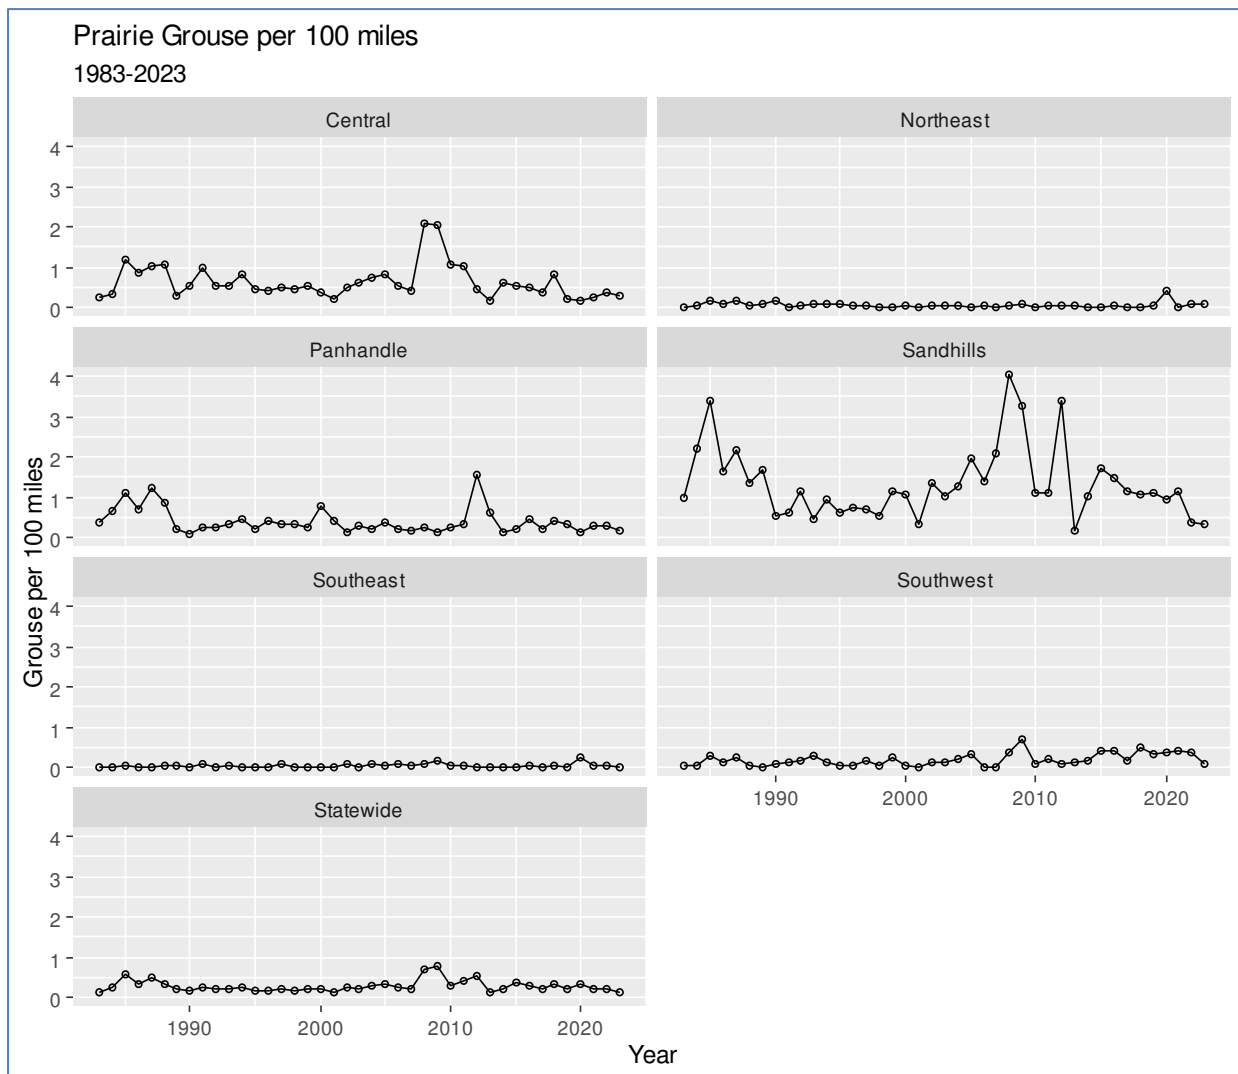 Prairie Grouse per 100 miles
1983-2023
Central
Northeast
4
3
2
1
0
Panhandle
Sandhills
4
3
2
1
0
Southeast
Southwest
4
3
2
1
0
1990
2000
2010
2020
Statewide
4
3
2
1
0
1990
2000
2010
2020
Year
Grouse per 100 miles